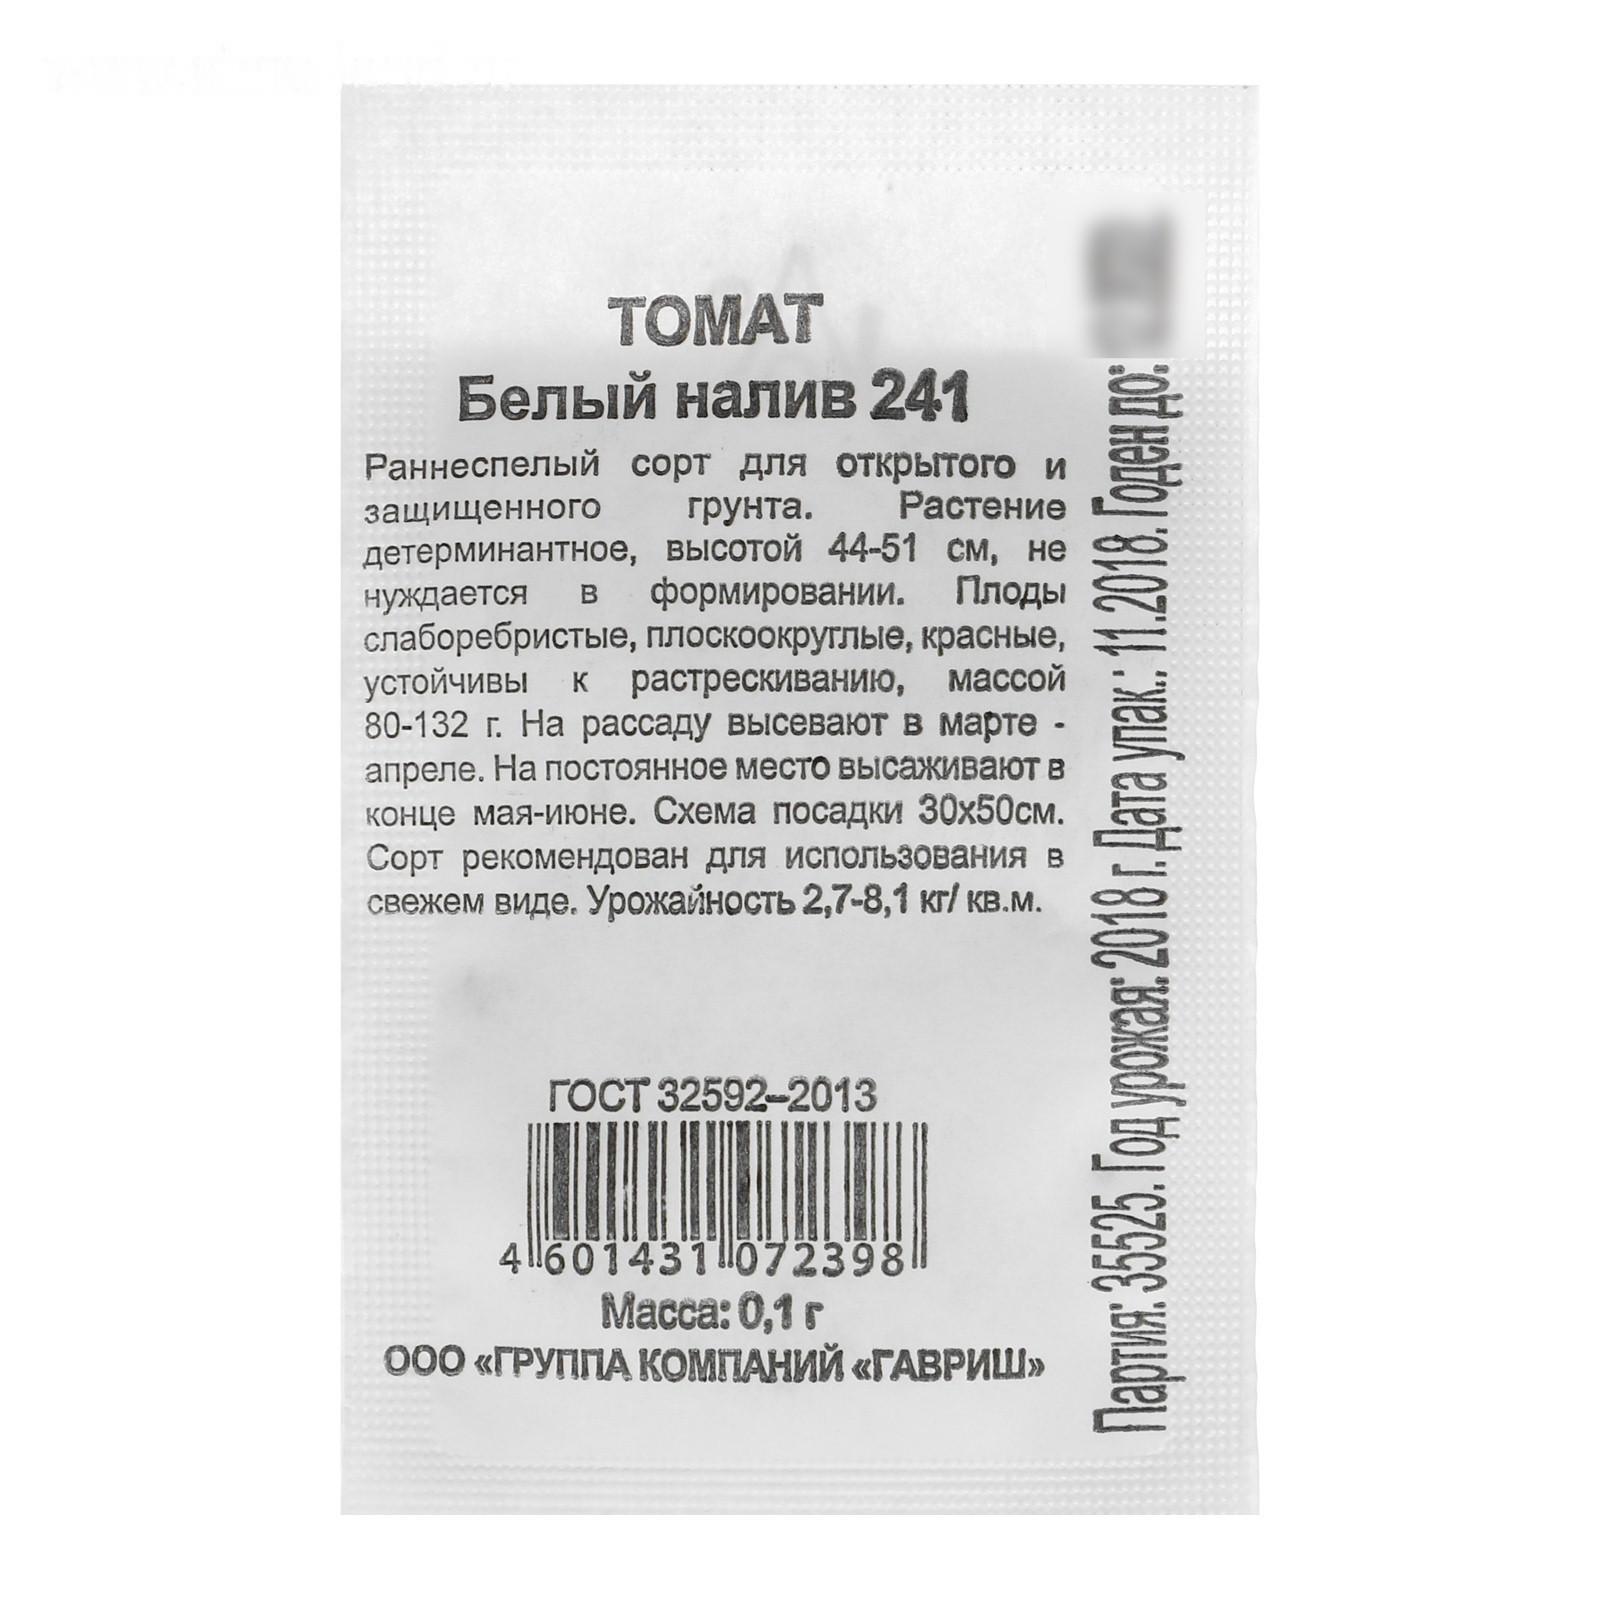 ТОМАТ
Белый налив 241
Раннеспелый сорт для открытого и
защищенного грунта. Растение
детерминантное, высотой 44-51 см, не
нуждается в формировании. Плоды
слаборебристые, плоскоокруглые, красные,
устойчивы к растрескиванию, массой
80-132 г. На рассаду высевают в марте -
апреле. На постоянное место высаживают в
конце мая-июне. Схема посадки 30х50см.
Сорт рекомендован для использования в
свежем виде. Урожайность 2,7-8,1 кг/ кв.м.
ГОСТ 32592–2013
4 601431 072398
Масса: 0,1 г
ООО «ГРУППА КОМПАНИЙ «ГАВРИШ»
Партия: 35525. Год урожая: 2018 г. Дата упак.: 11.2018. Годен до: